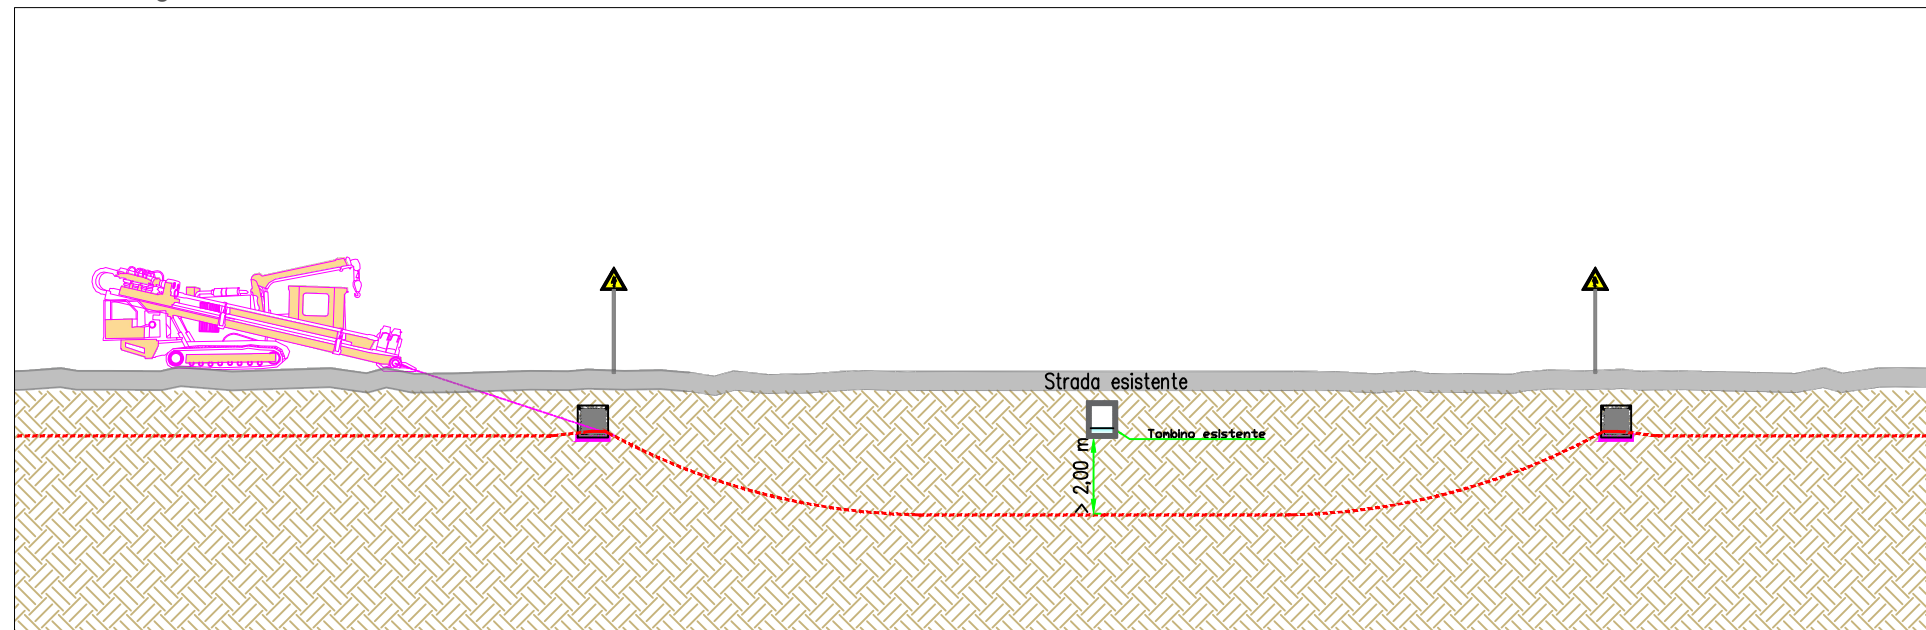 Strada esistente
Tombino esistente
> 2,00 m